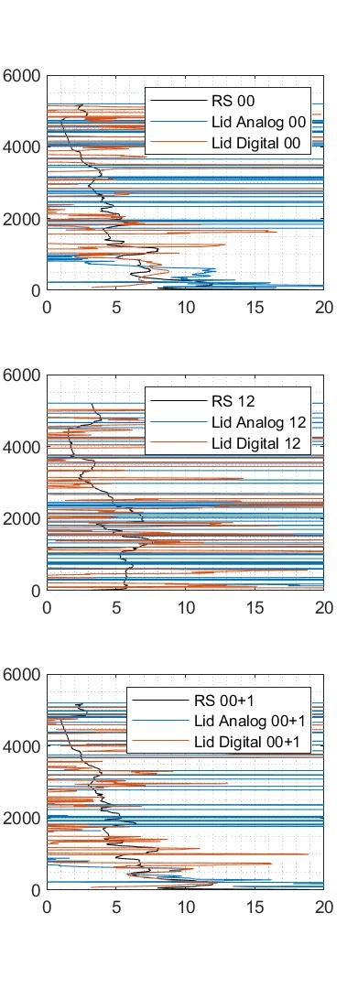 6000
4000
2000
0
RS 00
Lid Analog 00
Lid Digital 00
0 5 10 15 20
6000
4000
2000
0
RS 12
Lid Analog 12
Lid Digital 12
0 5 10 15 20
6000
4000
2000
0
RS 00+1
Lid Analog 00+1
Lid Digital 00+1
0 5 10 15 20